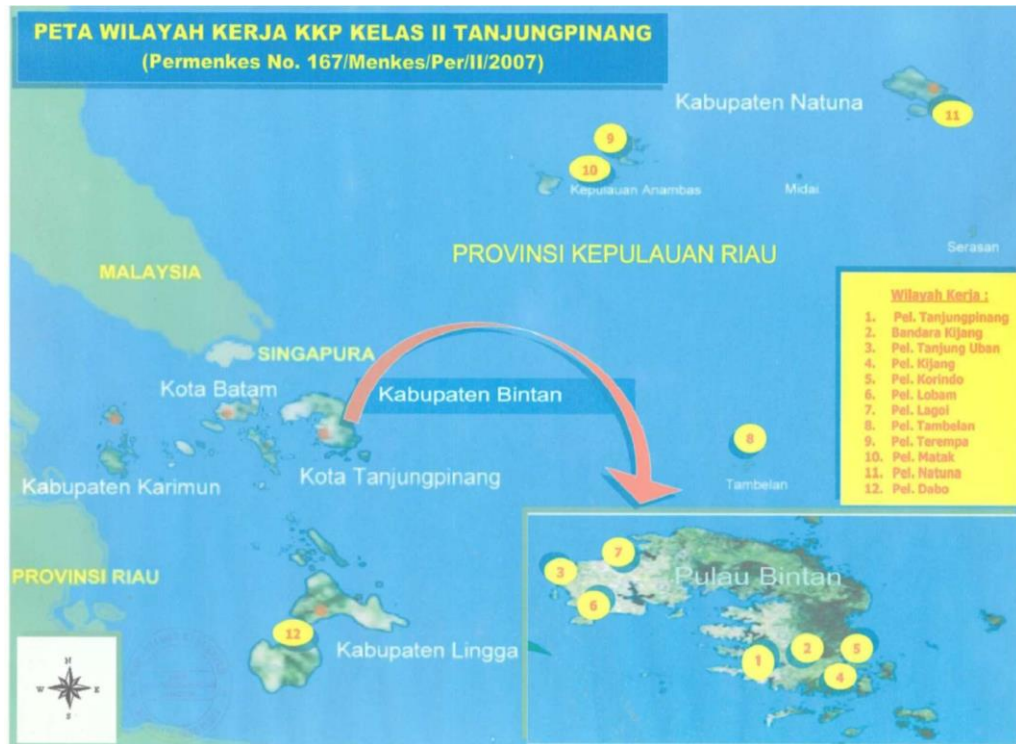 PETA WILAYAH KERJA KKP KELAS II TANJUNGPINANG
(Permenkes No. 167/Menkes/Per/II/2007)
Kabupaten Natuna
11
9
10
Kepulauan Anambas
Midai
Serasan
PROVINSI KEPULAUAN RIAU
MALAYSIA
SINGAPURA
Kota Batam
Kabupaten Bintan
Kabupaten Karimun
Kota Tanjungpinang
8
Tambelan
Wilayah Kerja :
1. Pel. Tanjungpinang
2. Bandara Kijang
3. Pel. Tanjung Uban
4. Pel. Kijang
5. Pel. Korindo
6. Pel. Lobam
7. Pel. Lagoi
8. Pel. Tambelan
9. Pel. Terempa
10. Pel. Matak
11. Pel. Natuna
12. Pel. Dabo
PROVINSI RIAU
12
Kabupaten Lingga
N
W E
S
Pulau Bintan
7
3
6
1
2
5
4